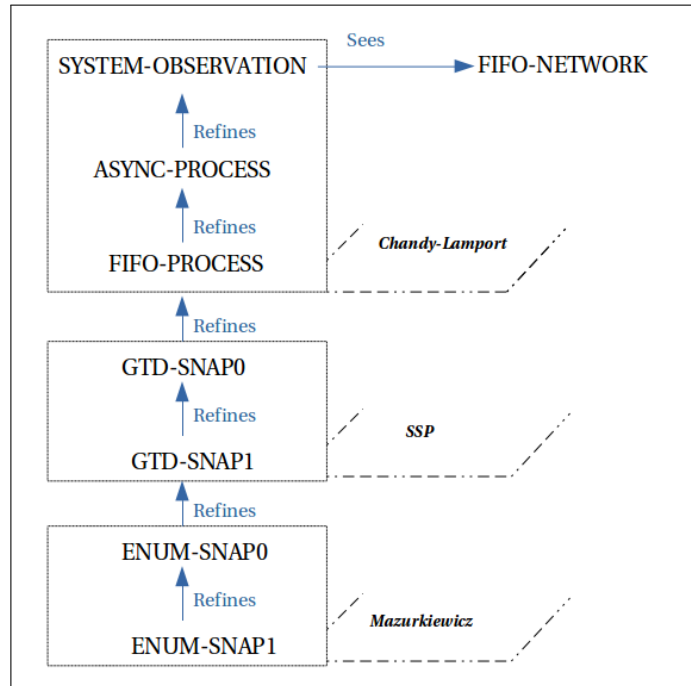 Sees
SYSTEM-OBSERVATION
FIFO-NETWORK
Refines
ASYNC-PROCESS
Refines
Chandy-Lamport
FIFO-PROCESS
Refines
GTD-SNAP0
Refines
SSP
GTD-SNAP1
Refines
ENUM-SNAP0
Refines
Mazurkiewicz
ENUM-SNAP1